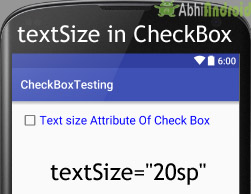 AbhiAndroid
textSize in CheckBox
6:00
CheckBoxTesting
Text size Attribute Of Check Box
textSize="20sp"